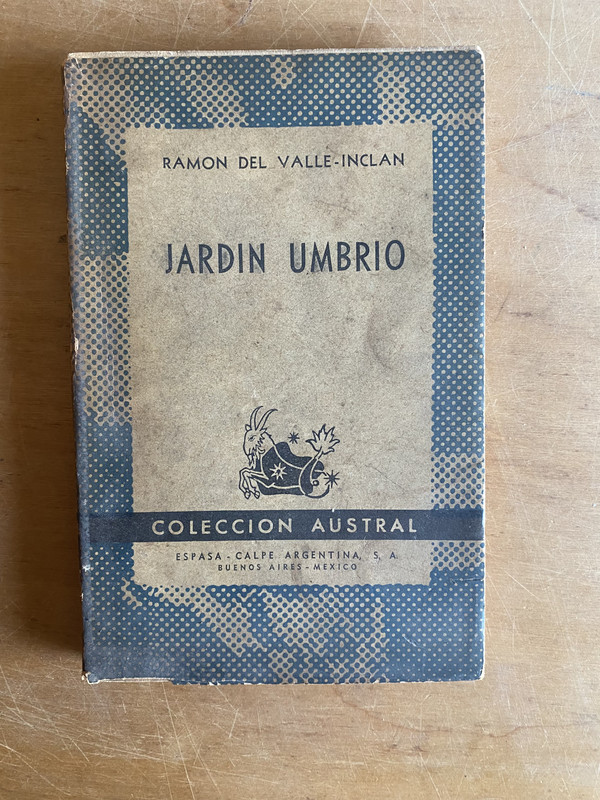 RAMON DEL VALLE-INCLAN
JARDIN UMBRIO
COLECCION AUSTRAL
ESPASA - CALPE ARGENTINA, S. A.
BUENOS AIRES - MEXICO